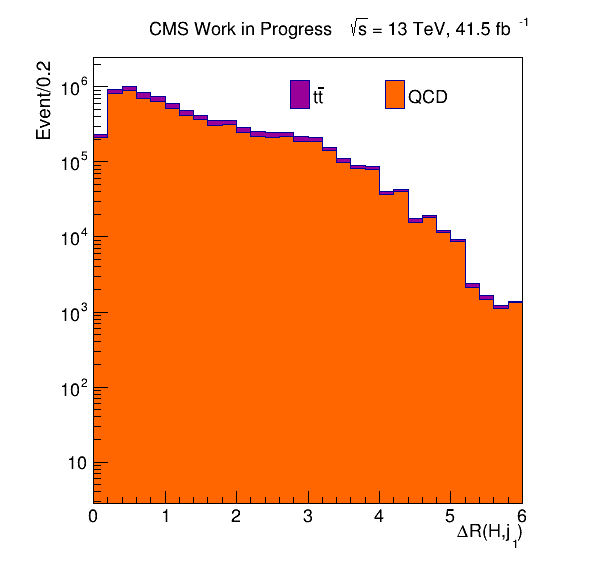 CMS Work in Progress √s = 13 TeV, 41.5 fb⁻¹
Event/0.2
tt̄ QCD
10⁶
10⁵
10⁴
10³
10²
10
0 1 2 3 4 5 6
ΔR(H,j₁)